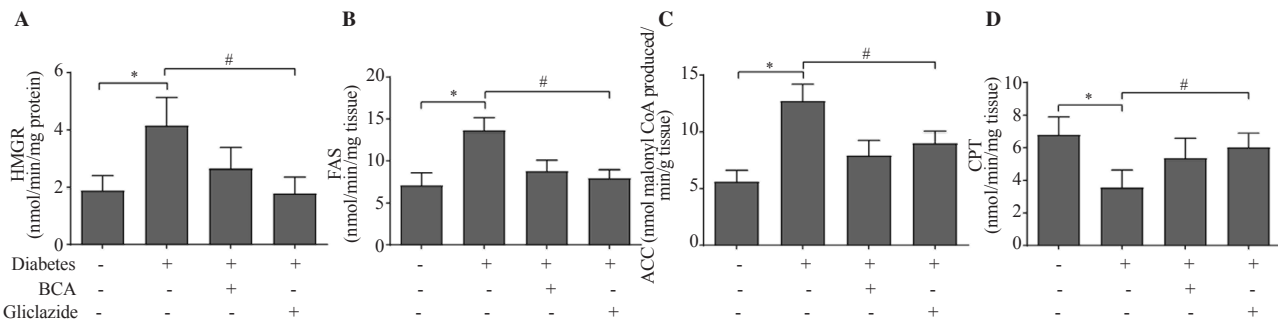 A
HMGR
(nmol/min/mg protein)
6
4
2
0
*
#
B
FAS
(nmol/min/mg tissue)
20
15
10
5
0
*
#
C
ACC (nmol malonyl CoA produced/
min/g tissue)
15
10
5
0
*
#
D
CPT
(nmol/min/mg tissue)
10
8
6
4
2
0
*
#
Diabetes - + + + - + + + - + + + - + + +
BCA - - + - - - + - - - + - - - + -
Gliclazide - - - + - - - + - - - + - - - +